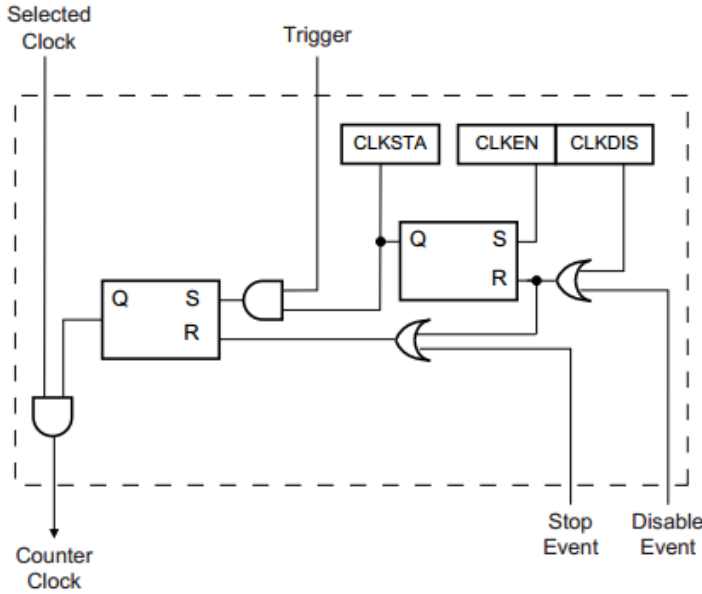 Selected
Clock
Trigger
CLKSTA
CLKEN
CLKDIS
Q
S
R
Q
S
R
Stop
Event
Disable
Event
Counter
Clock